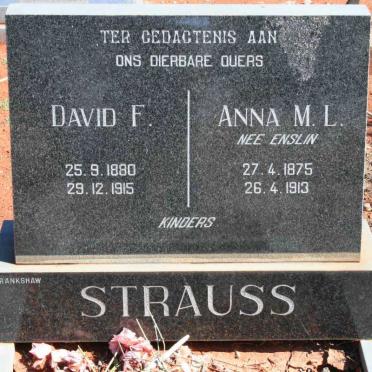 TER GEDAGTENIS AAN
ONS DIERBARE OUERS
DAVID F.
25.9.1880
29.12.1915
ANNA M.L.
NEE ENSLIN
27.4.1875
26.4.1913
KINDERS
RANKSHAW
STRAUSS